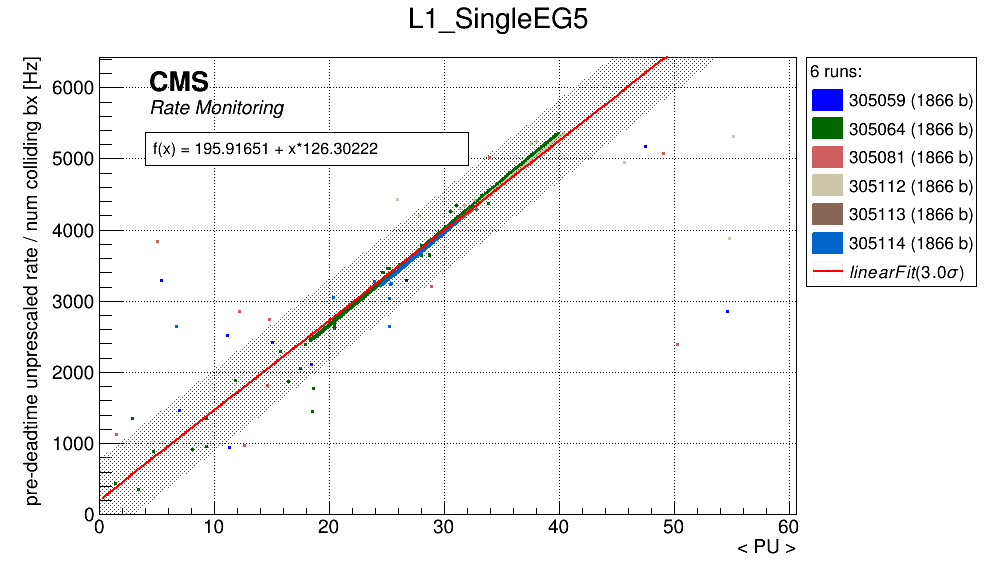 L1_SingleEG5
pre-deadtime unprescaled rate / num colliding bx [Hz]
CMS
Rate Monitoring
f(x) = 195.91651 + x*126.30222
6000
5000
4000
3000
2000
1000
0
0 10 20 30 40 50 60
< PU >
6 runs:
305059 (1866 b)
305064 (1866 b)
305081 (1866 b)
305112 (1866 b)
305113 (1866 b)
305114 (1866 b)
linearFit(3.0σ)